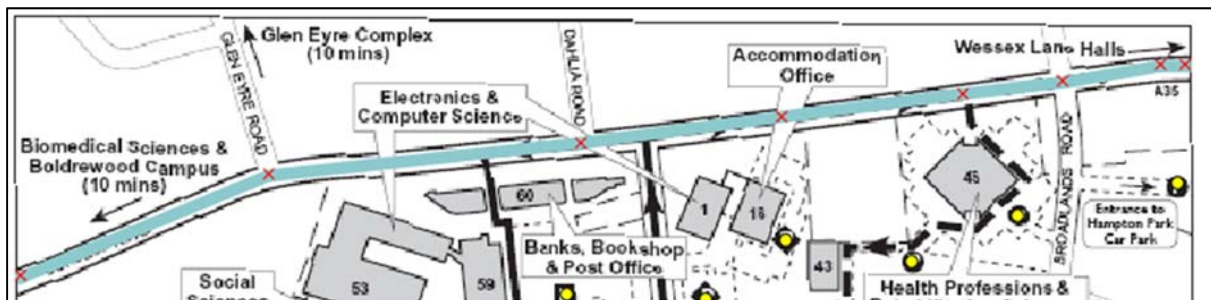 Glen Eyre Complex
(10 mins)
GLEN EYRE ROAD
DAHLIA ROAD
Accommodation
Office
Wessex Lane Halls
A35
Electronics &
Computer Science
Biomedical Sciences &
Boldrewood Campus
(10 mins)
BROADLANDS ROAD
60
1
16
45
Entrance to
Hampton Park
Car Park
Banks, Bookshop
& Post Office
43
Social
Sciences
53
59
Health Professions &